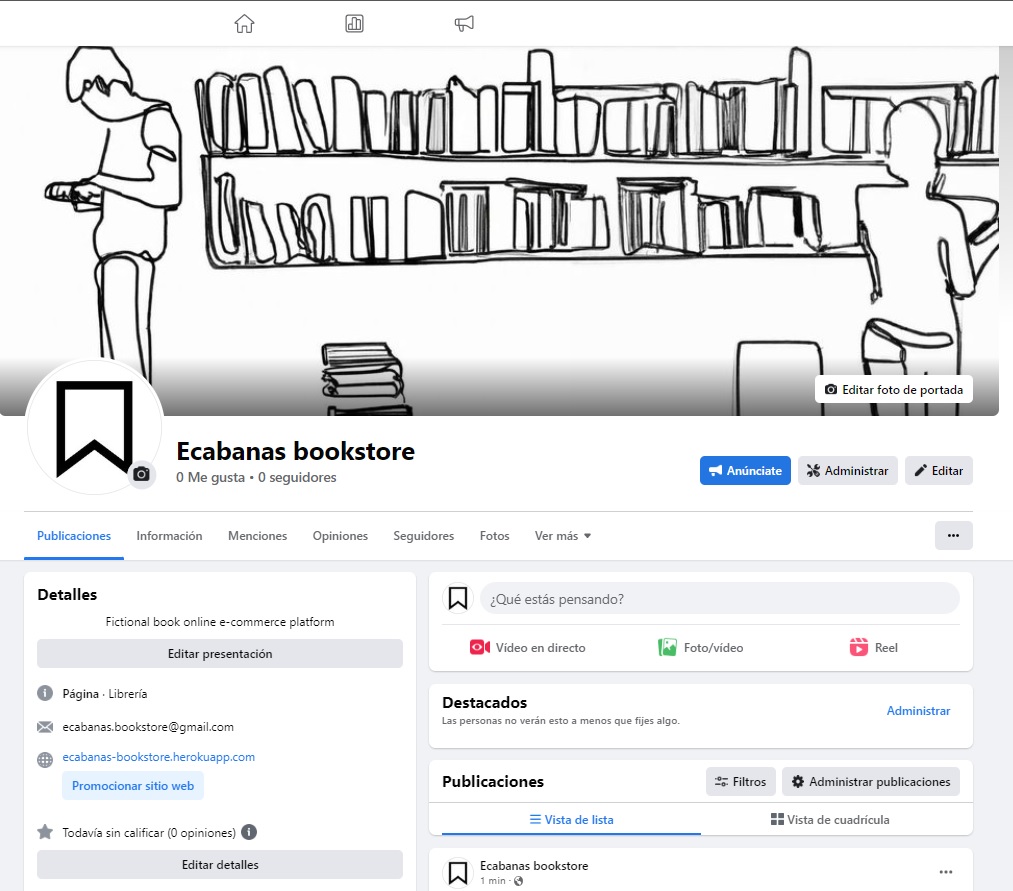 Editar foto de portada
Ecabanas bookstore
0 Me gusta • 0 seguidores
Anúnciate
Administrar
Editar
Publicaciones
Información
Menciones
Opiniones
Seguidores
Fotos
Ver más
Detalles
Fictional book online e-commerce platform
Editar presentación
Página · Librería
ecabanas.bookstore@gmail.com
ecabanas-bookstore.herokuapp.com
Promocionar sitio web
Todavía sin calificar (0 opiniones)
Editar detalles
¿Qué estás pensando?
Vídeo en directo
Foto/vídeo
Reel
Destacados
Las personas no verán esto a menos que fijes algo.
Administrar
Publicaciones
Filtros
Administrar publicaciones
Vista de lista
Vista de cuadrícula
Ecabanas bookstore
1 min ·